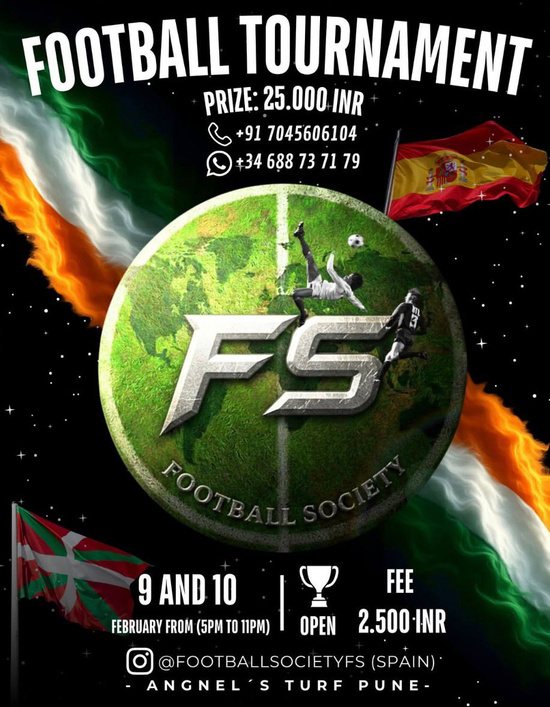 FOOTBALL TOURNAMENT
PRIZE: 25.000 INR
+91 7045606104
+34 688 73 71 79
FS
FOOTBALL SOCIETY
9 AND 10
FEBRUARY FROM (5PM TO 11PM)
OPEN
FEE
2.500 INR
@FOOTBALLSOCIETYFS (SPAIN)
- ANGNEL´S TURF PUNE-